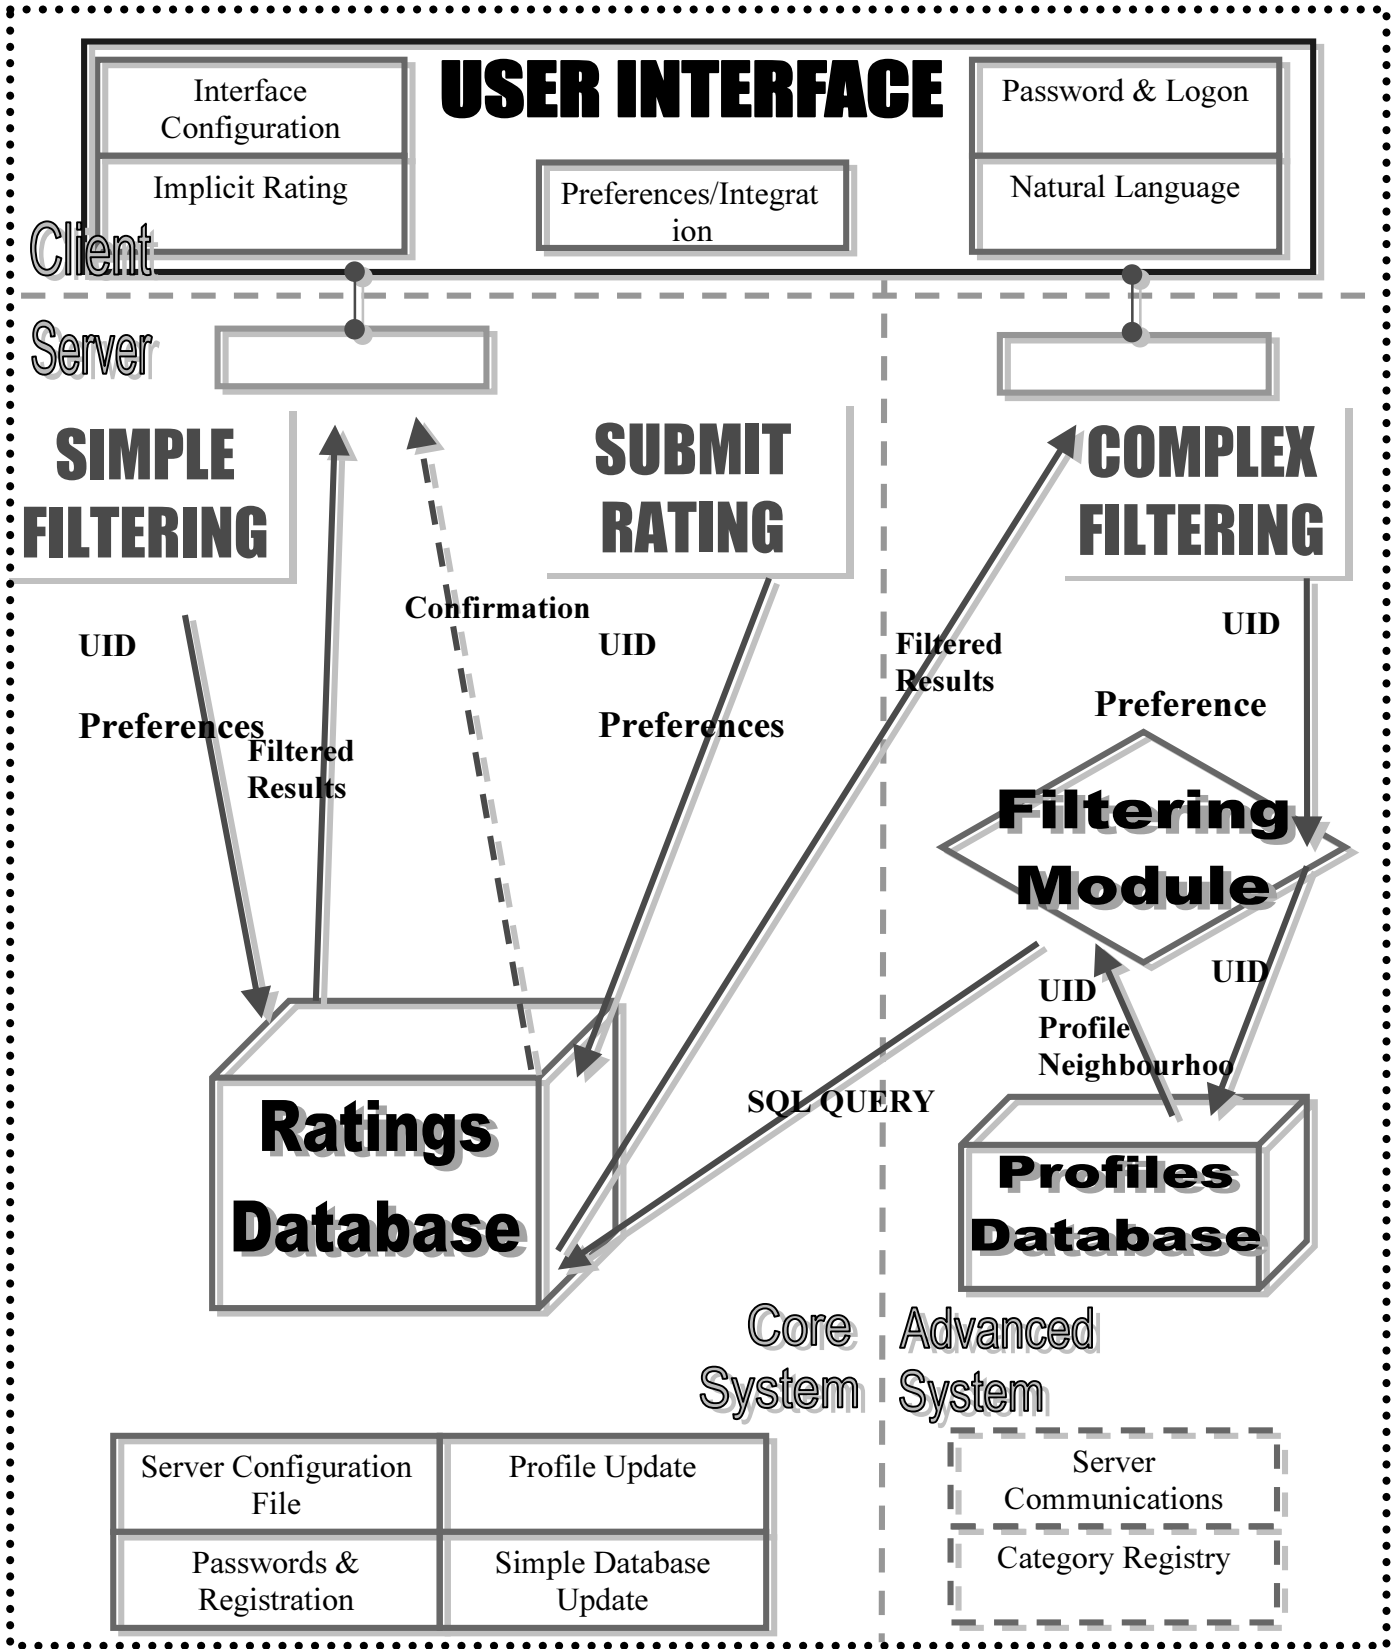 USER INTERFACE
Interface
Configuration
Implicit Rating
Preferences/Integrat
ion
Password & Logon
Natural Language
Client
Server
SIMPLE
FILTERING
SUBMIT
RATING
COMPLEX
FILTERING
UID
Preferences
Filtered
Results
Confirmation
UID
Preferences
Filtered
Results
UID
Preference
Filtering
Module
UID
UID
Profile
Neighbourhoo
SQL QUERY
Ratings
Database
Profiles
Database
Core
System
Advanced
System
Server Configuration
File
Profile Update
Passwords &
Registration
Simple Database
Update
Server
Communications
Category Registry